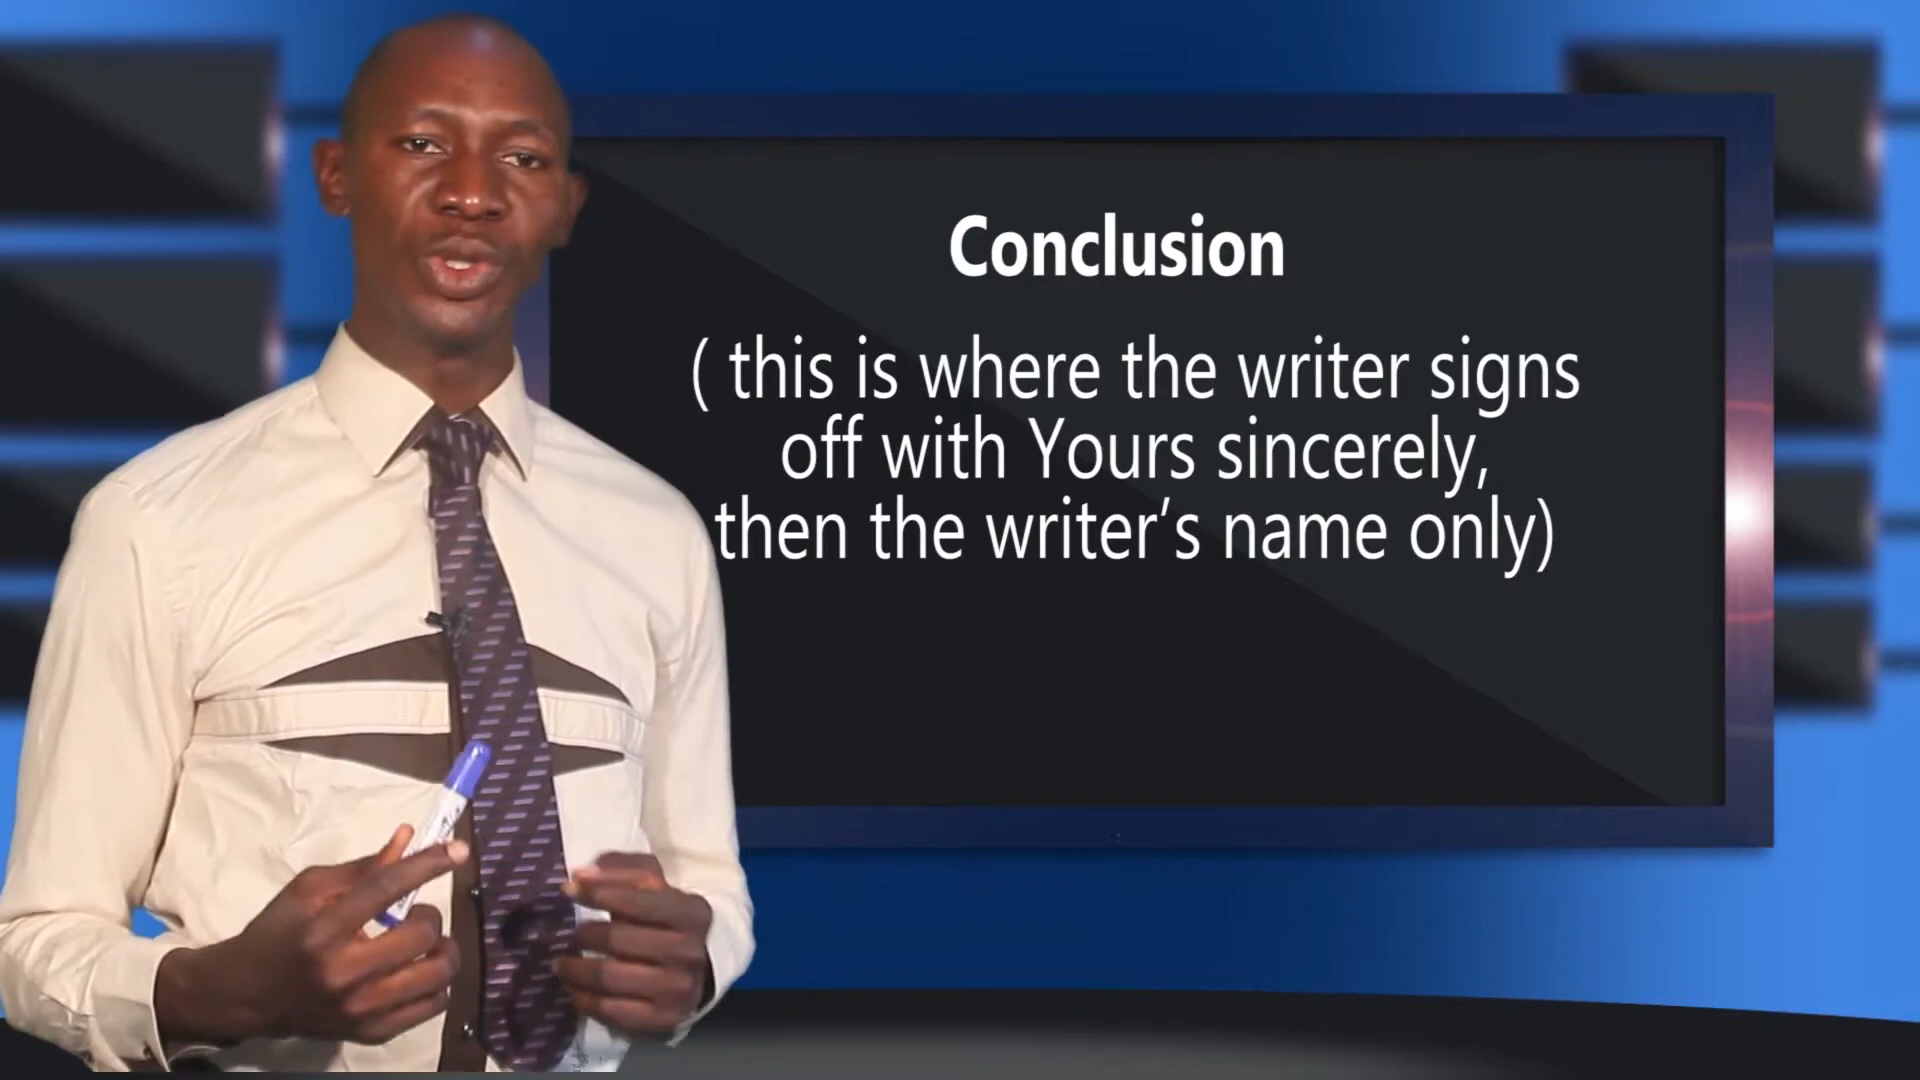 Conclusion
( this is where the writer signs
off with Yours sincerely,
then the writer’s name only)